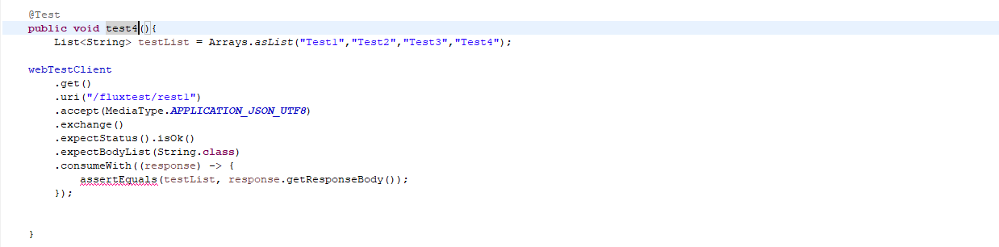 @Test
public void test4(){
List<String> testList = Arrays.asList("Test1","Test2","Test3","Test4");
webTestClient
.get()
.uri("/fluxtest/rest1")
.accept(MediaType.APPLICATION_JSON_UTF8)
.exchange()
.expectStatus().isOk()
.expectBodyList(String.class)
.consumeWith((response) -> {
assertEquals(testList, response.getResponseBody());
});
}